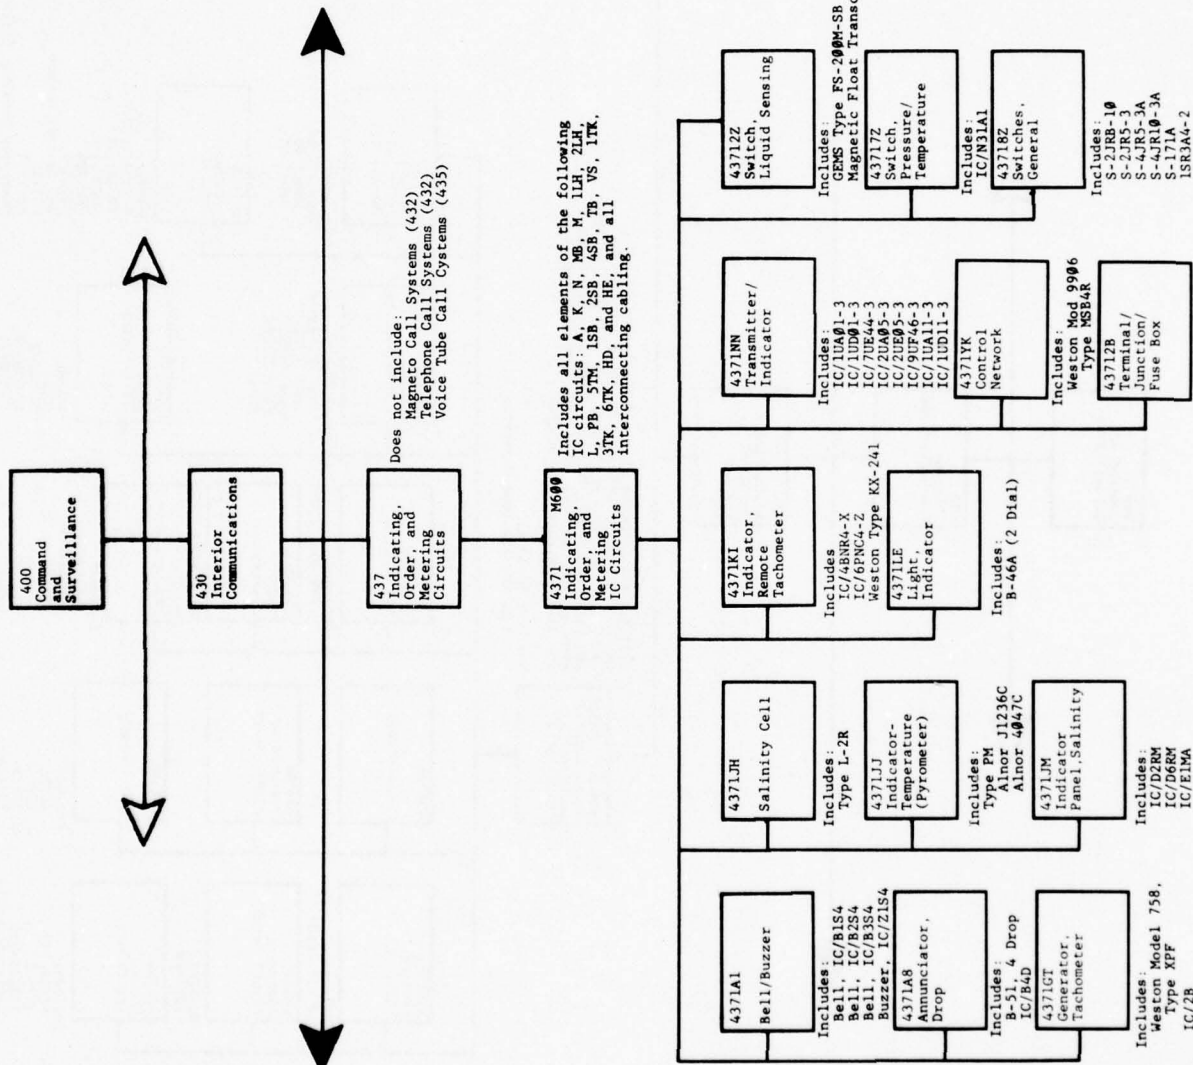 400
Command
and
Surveillance
430
Interior
Communications
437
Indicating,
Order, and
Metering
Circuits
Does not include:
Magneto Call Systems (432)
Telephone Call Systems (432)
Voice Tube Call Cystems (435)
4371 M600
Indicating,
Order, and
Metering
IC Circuits
Includes all elements of the following
IC circuits: A, K, N, MB, M, 1LH, 2LH,
L, PB, 5TM, 1SB, 2SB, 4SB, TB, VS, 1TK,
3TK, 6TK, HD, and HE, and all
interconnecting cabling.
4371A1
Bell/Buzzer
Includes:
Bell, IC/B1S4
Bell, IC/B2S4
Bell, IC/B3S4
Buzzer, IC/Z1S4
4371A8
Annunciator,
Drop
Includes:
B-51, 4 Drop
IC/B4D
4371GT
Generator,
Tachometer
Includes:
Weston Model 758,
Type XPF
IC/2B
4371JH
Salinity Cell
Includes:
Type L-2R
4371JJ
Indicator-
Temperature
(Pyrometer)
Includes:
Type PM
Alnor J1236C
Alnor 4047C
4371JM
Indicator
Panel,Salinity
Includes:
IC/D2RM
IC/D6RM
IC/E1MA
4371KI
Indicator,
Remote
Tachometer
Includes
IC/4BNR4-X
IC/6PNC4-Z
Weston Type KX-241
4371LE
Light,
Indicator
Includes:
B-46A (2 Dial)
4371NN
Transmitter/
Indicator
Includes:
IC/1UA01-3
IC/1UD01-3
IC/7UE44-3
IC/2UA05-3
IC/2UE05-3
IC/9UF46-3
IC/1UA11-3
IC/1UD11-3
4371YK
Control
Network
Includes:
Weston Mod 9906
Type MSB4R
43712B
Terminal/
Junction/
Fuse Box
43712Z
Switch,
Liquid Sensing
Includes:
GEMS Type FS-200M-SB
Magnetic Float Transd
43717Z
Switch,
Pressure/
Temperature
Includes:
IC/N31A1
43718Z
Switches,
General
Includes:
S-2JRB-10
S-2JR5-3
S-4JR5-3A
S-4JR10-3A
S-171A
1SR3A4-2